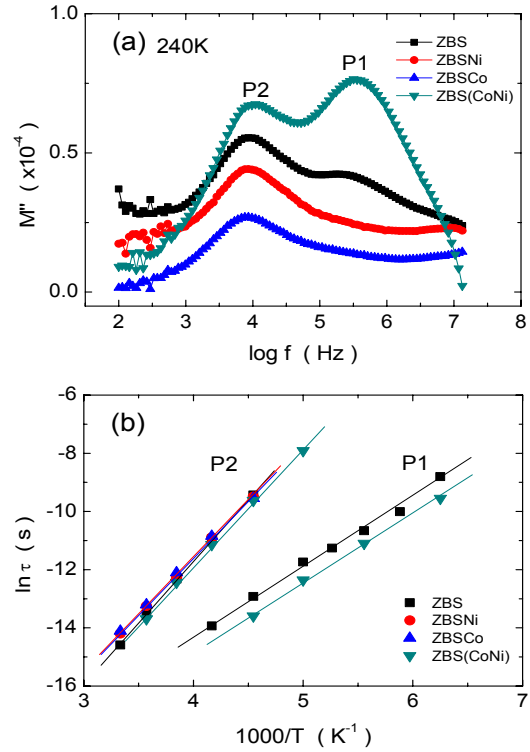 (a) 240K
ZBS
ZBSNi
ZBSCo
ZBS(CoNi)
P2
P1
M" ( x10⁻⁴ )
1.0
0.5
0.0
2 3 4 5 6 7 8
log f ( Hz )
(b)
P2
P1
ln τ ( s )
-6
-8
-10
-12
-14
-16
ZBS
ZBSNi
ZBSCo
ZBS(CoNi)
3 4 5 6 7
1000/T ( K⁻¹ )